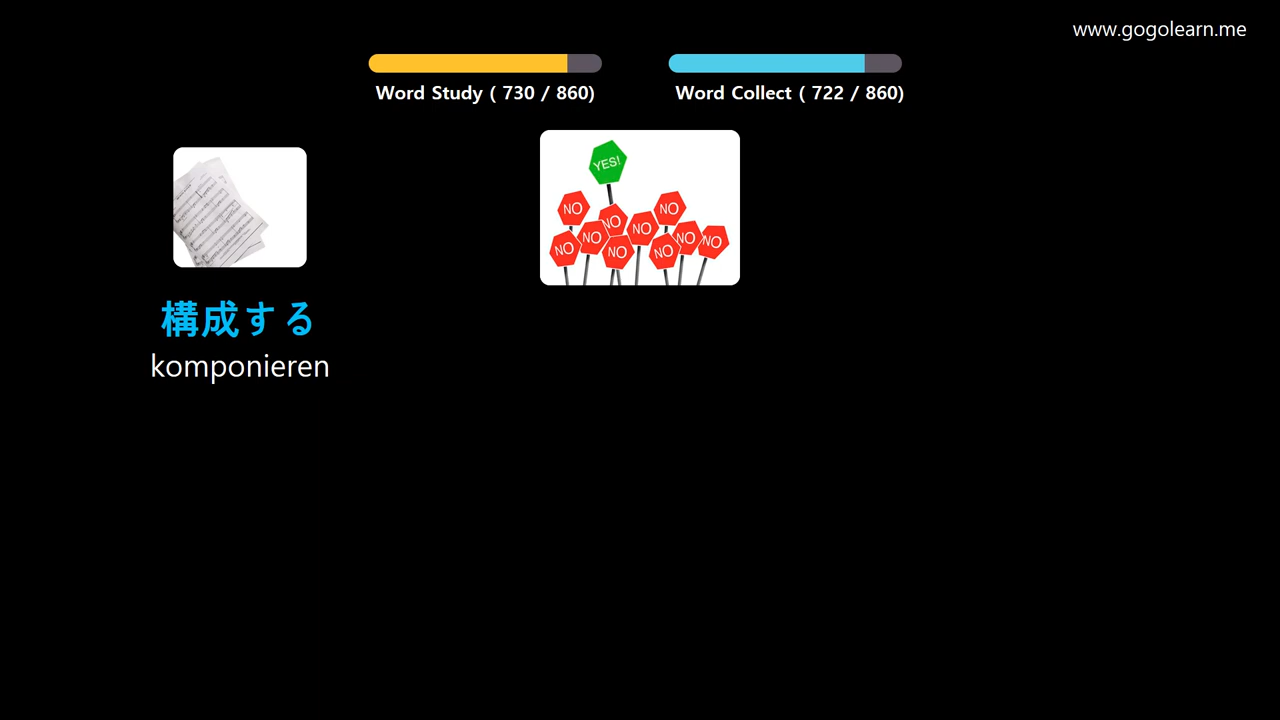 www.gogolearn.me
Word Study ( 730 / 860)
Word Collect ( 722 / 860)
YES!
NO
NO
NO
NO
NO
NO
NO
NO
NO
NO
構成する
komponieren